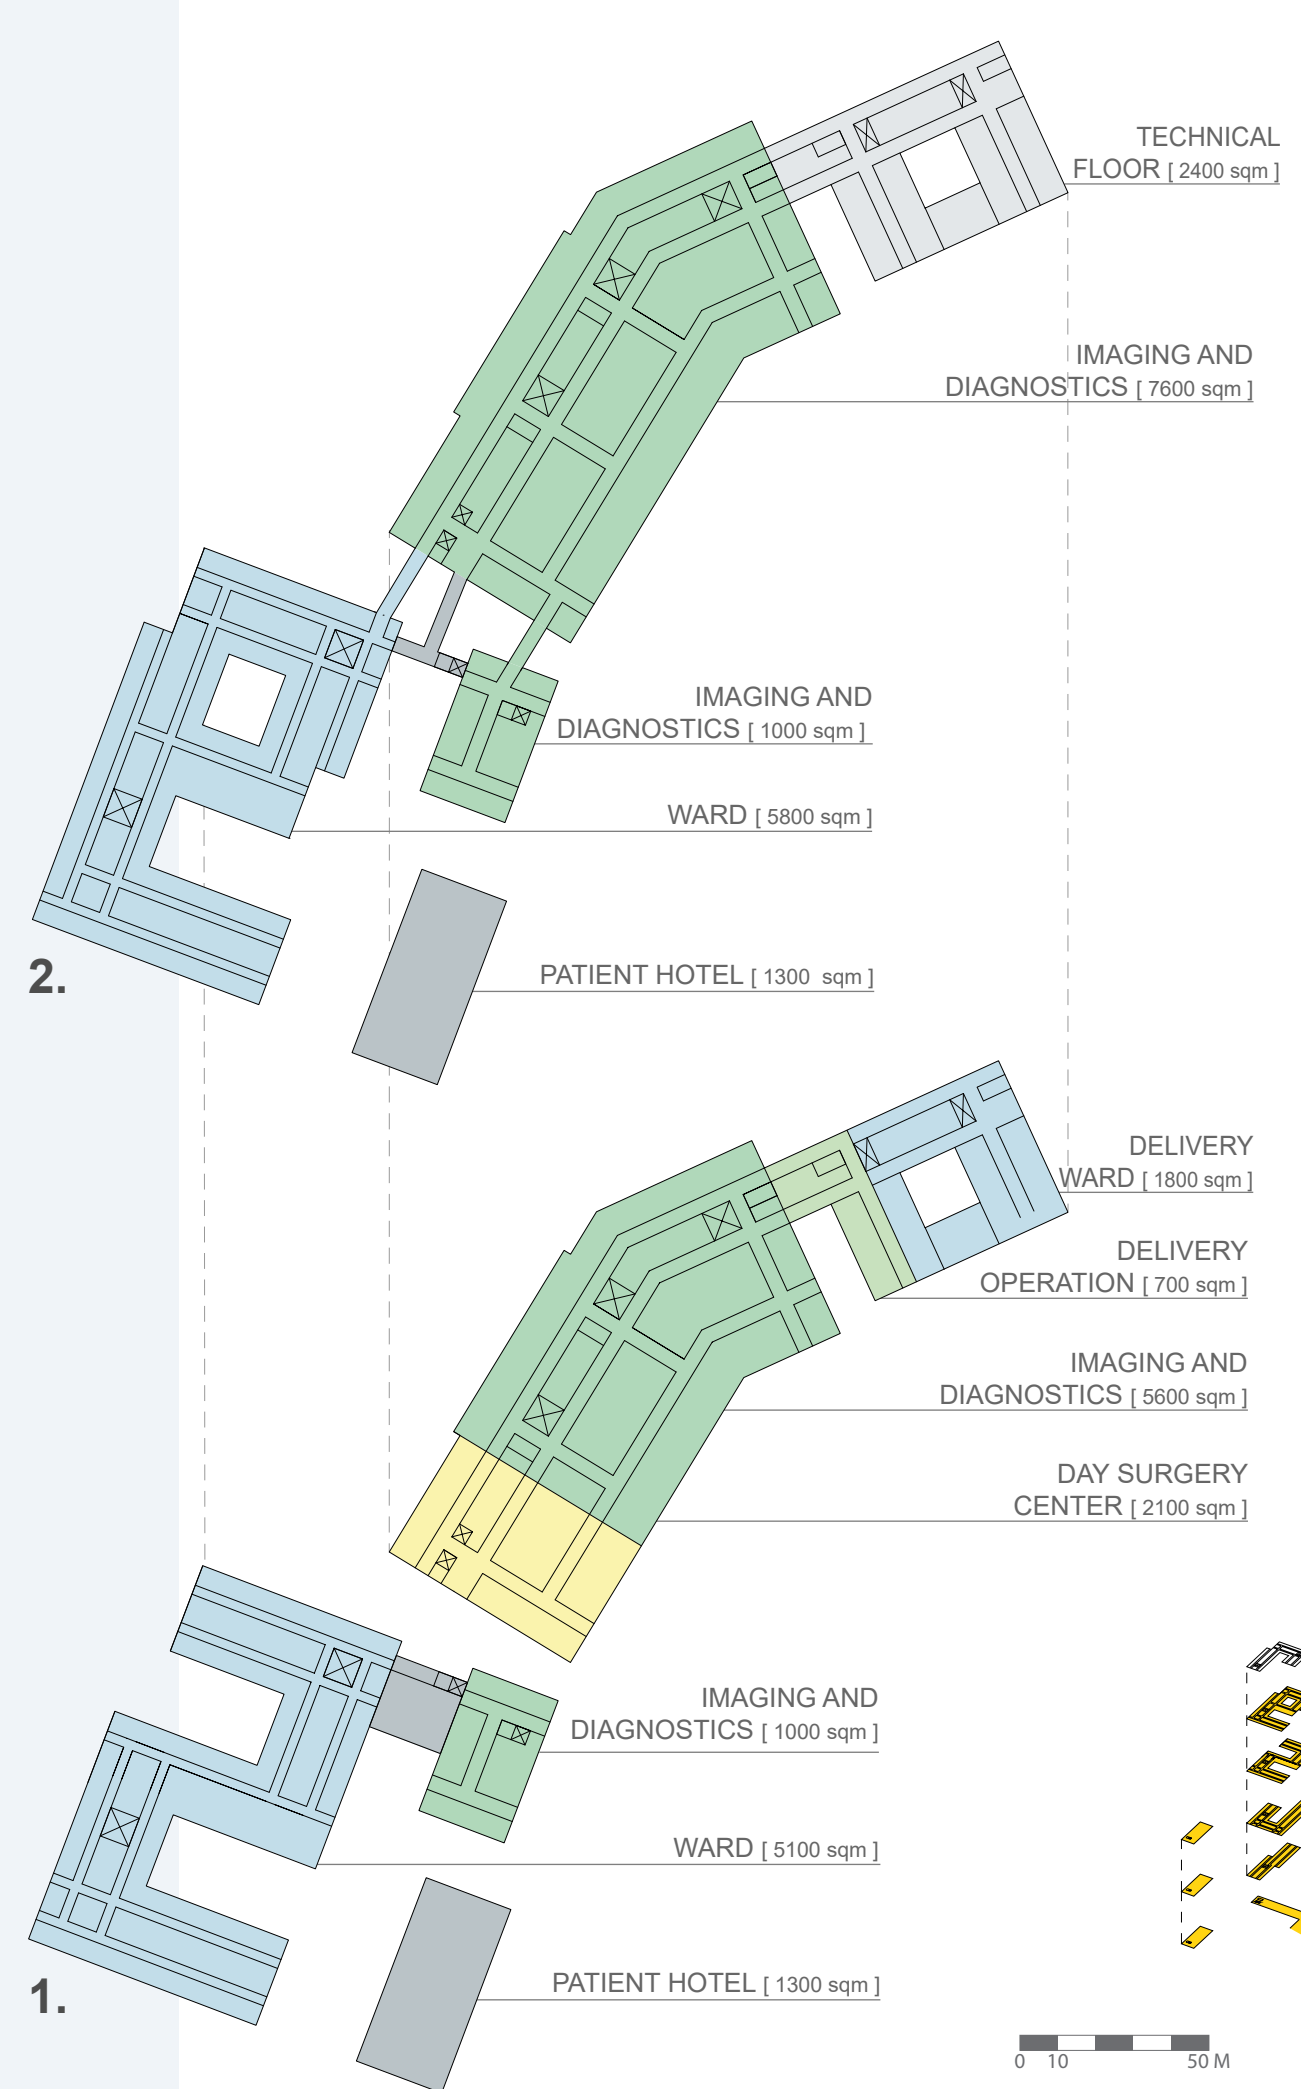 TECHNICAL
FLOOR [ 2400 sqm ]
IMAGING AND
DIAGNOSTICS [ 7600 sqm ]
IMAGING AND
DIAGNOSTICS [ 1000 sqm ]
WARD [ 5800 sqm ]
PATIENT HOTEL [ 1300 sqm ]
2.
DELIVERY
WARD [ 1800 sqm ]
DELIVERY
OPERATION [ 700 sqm ]
IMAGING AND
DIAGNOSTICS [ 5600 sqm ]
DAY SURGERY
CENTER [ 2100 sqm ]
IMAGING AND
DIAGNOSTICS [ 1000 sqm ]
WARD [ 5100 sqm ]
PATIENT HOTEL [ 1300 sqm ]
1.
0 10 50 M